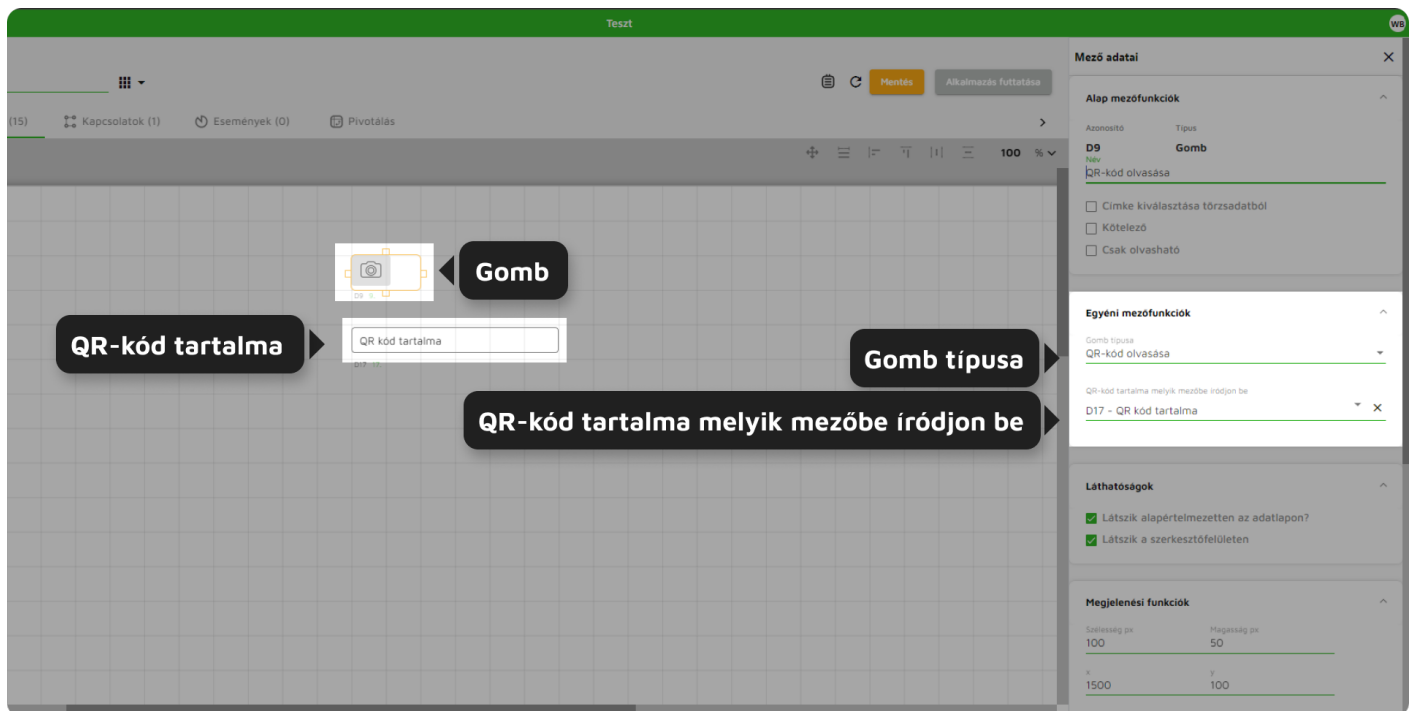 Teszt
WB
Mentés
Alkalmazás futtatása
(15)
Kapcsolatok (1)
Események (0)
Pivotálás
100 %
Gomb
D9 9
QR-kód tartalma
QR kód tartalma
D17 17
Gomb típusa
QR-kód tartalma melyik mezőbe íródjon be
Mező adatai
Alap mezőfunkciók
Azonosító Típus
D9 Gomb
Név
QR-kód olvasása
Címke kiválasztása törzsadatból
Kötelező
Csak olvasható
Egyéni mezőfunkciók
Gomb típusa
QR-kód olvasása
QR-kód tartalma melyik mezőbe íródjon be
D17 - QR kód tartalma
Láthatóságok
Látszik alapértelmezetten az adatlapon?
Látszik a szerkesztőfelületen
Megjelenési funkciók
Szélesség px Magasság px
100 50
x y
1500 100